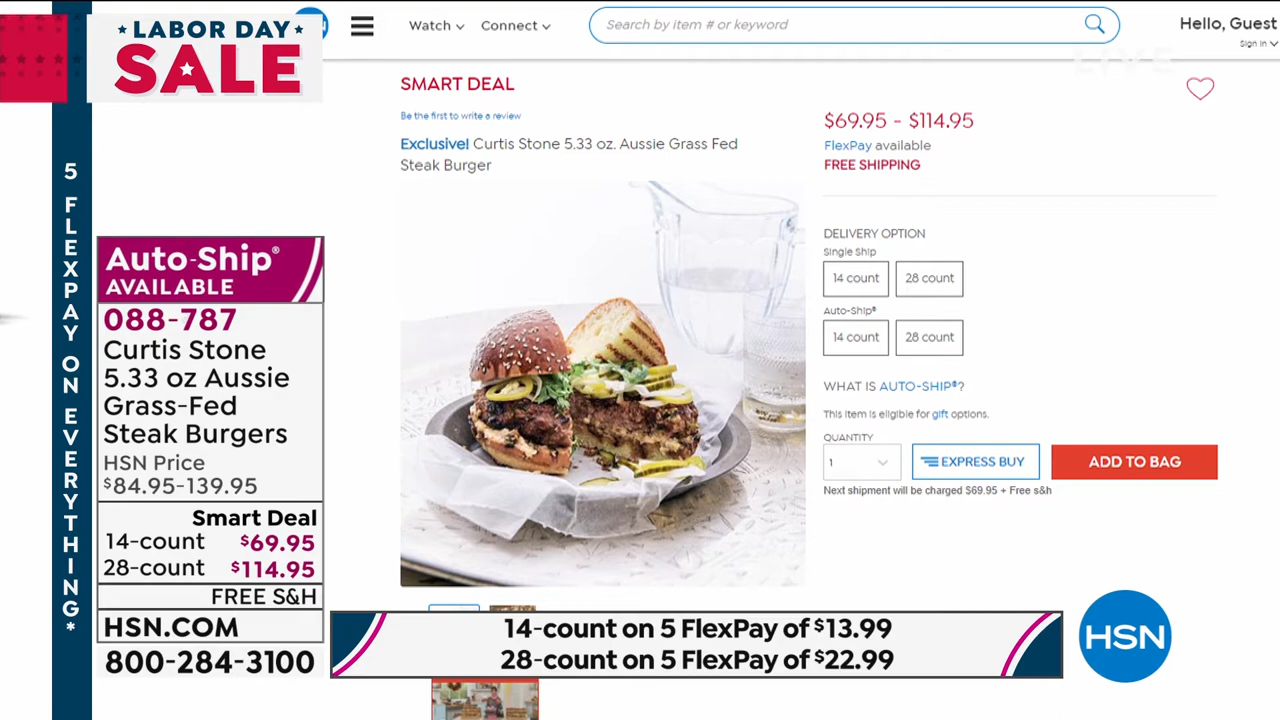 LABOR DAY
SALE
5 FLEXPAY ON EVERYTHING*
Auto-Ship®
AVAILABLE
088-787
Curtis Stone
5.33 oz Aussie
Grass-Fed
Steak Burgers
HSN Price
$84.95-139.95
Smart Deal
14-count $69.95
28-count $114.95
FREE S&H
HSN.COM
800-284-3100
Watch
Connect
Search by item # or keyword
Hello, Guest
Sign In
LIVE
SMART DEAL
Be the first to write a review
Exclusive! Curtis Stone 5.33 oz. Aussie Grass Fed
Steak Burger
$69.95 - $114.95
FlexPay available
FREE SHIPPING
DELIVERY OPTION
Single Ship
14 count 28 count
Auto-Ship®
14 count 28 count
WHAT IS AUTO-SHIP®?
This item is eligible for gift options.
QUANTITY
1
EXPRESS BUY
ADD TO BAG
Next shipment will be charged $69.95 + Free s&h
14-count on 5 FlexPay of $13.99
28-count on 5 FlexPay of $22.99
HSN